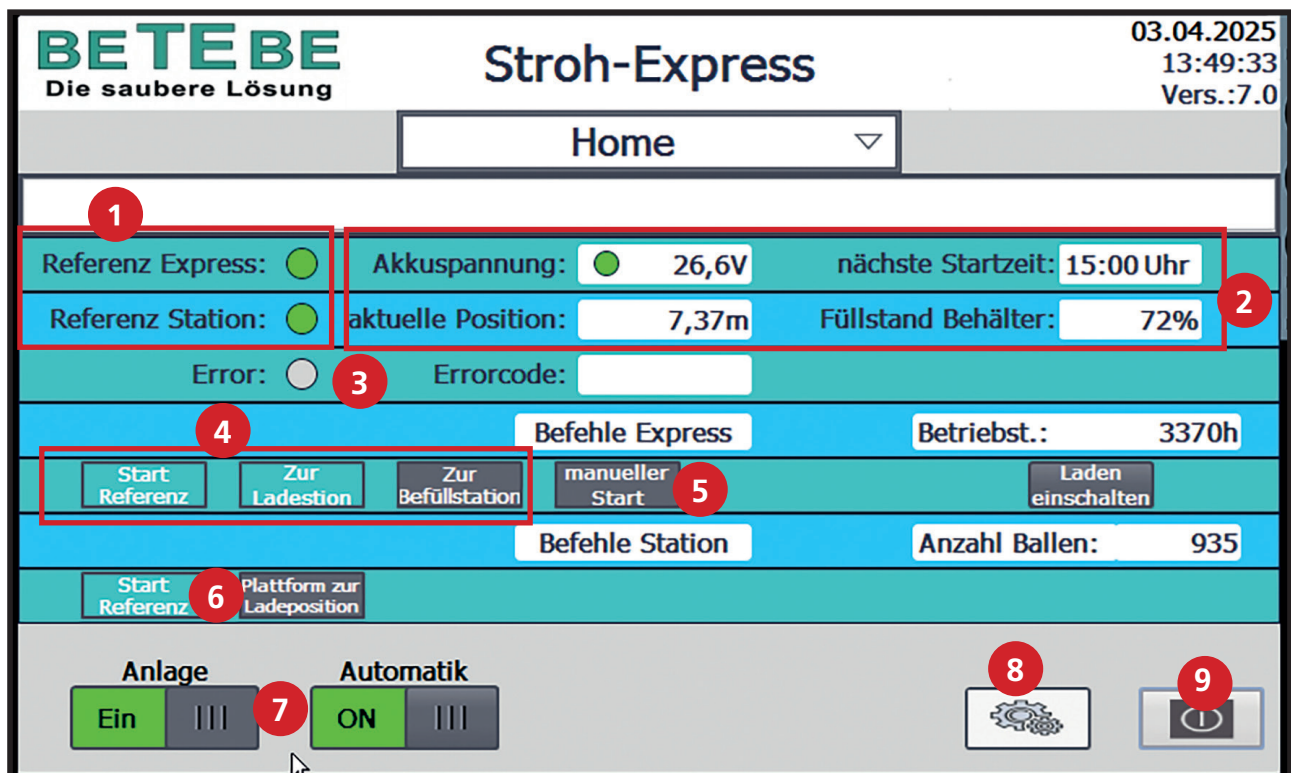 BETEBE
Die saubere Lösung
Stroh-Express
03.04.2025
13:49:33
Vers.:7.0
Home
1
Referenz Express:
Akkuspannung:
26,6V
nächste Startzeit:
15:00 Uhr
Referenz Station:
aktuelle Position:
7,37m
Füllstand Behälter:
72%
2
Error:
3
Errorcode:
4
Befehle Express
Betriebst.:
3370h
Start
Referenz
Zur
Ladestion
Zur
Befüllstation
manueller
Start
5
Laden
einschalten
Befehle Station
Anzahl Ballen:
935
Start
Referenz
6
Plattform zur
Ladeposition
Anlage
Ein
7
Automatik
ON
8
9